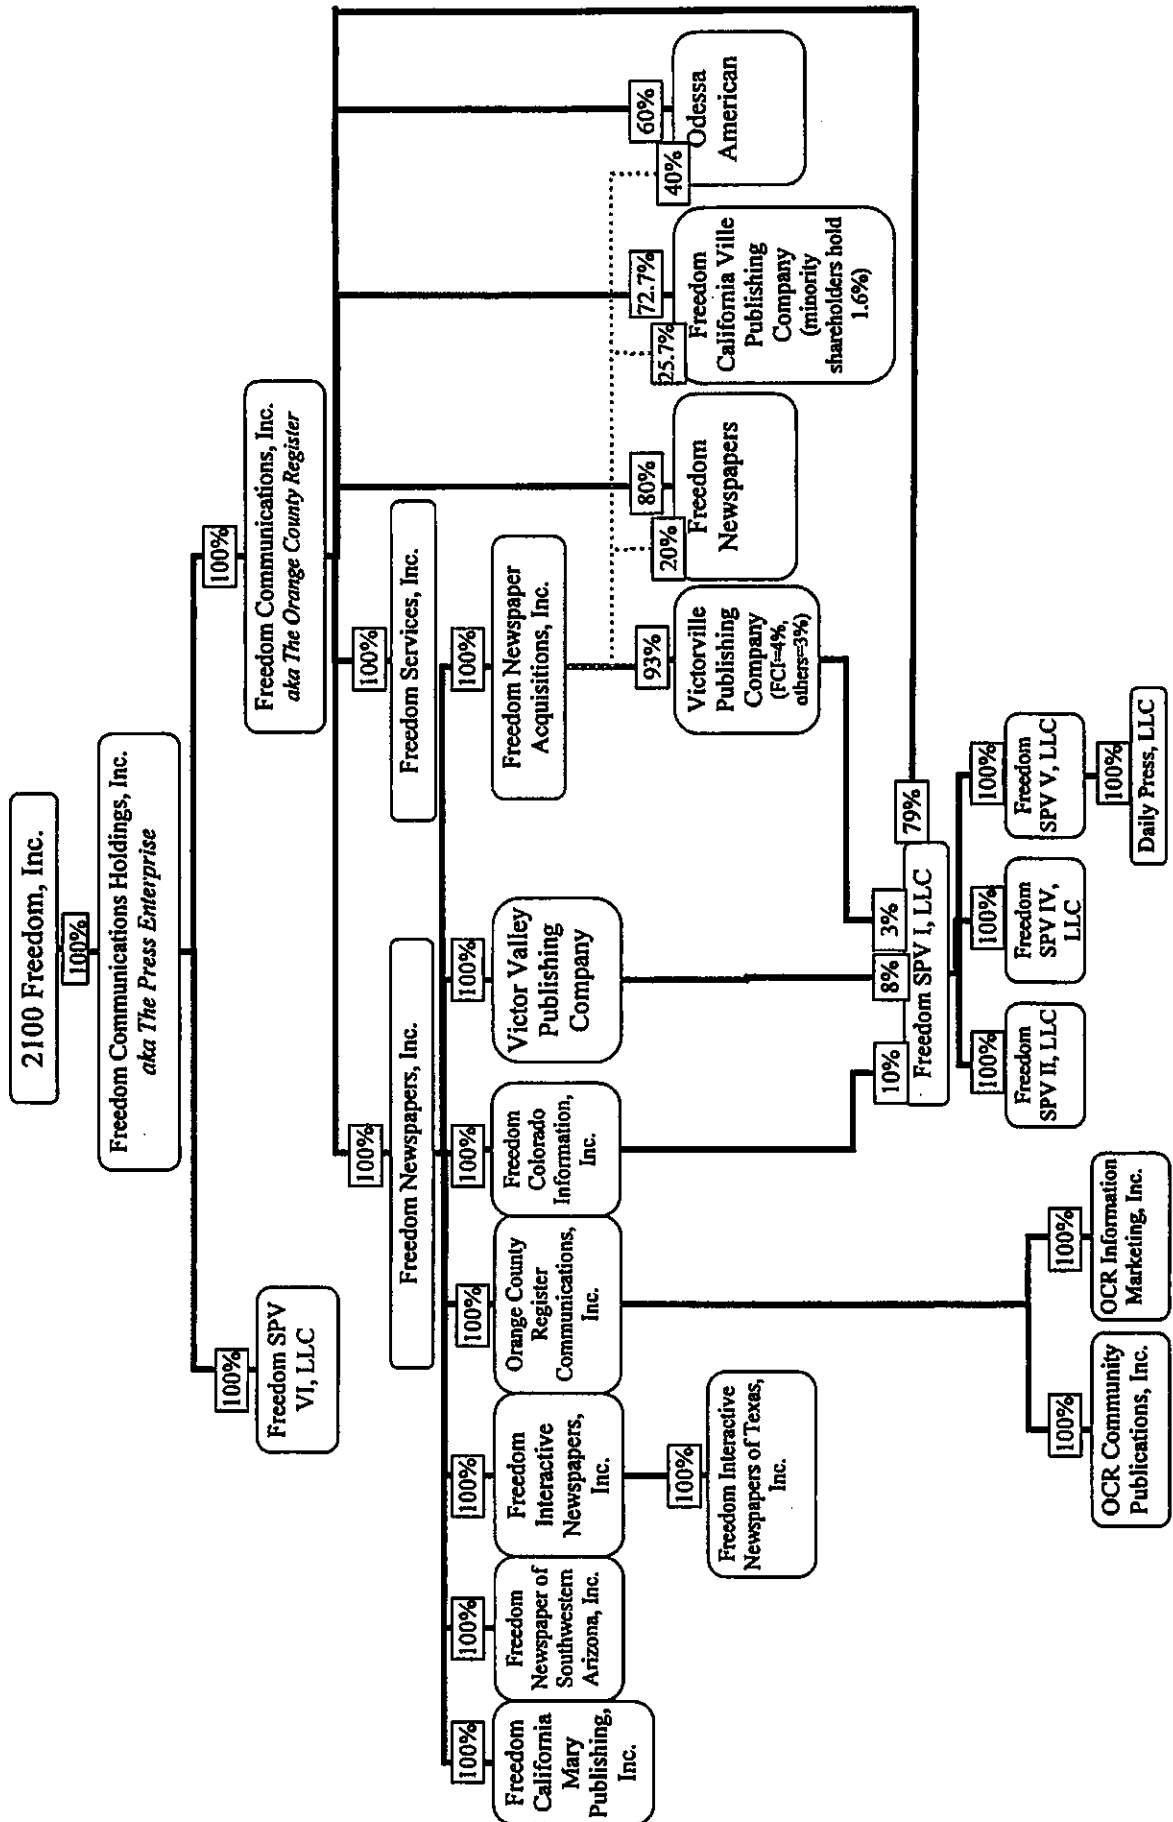 2100 Freedom, Inc.
100%
Freedom Communications Holdings, Inc.
aka The Press Enterprise
100%
Freedom SPV
VI, LLC
100%
Freedom Communications, Inc.
aka The Orange County Register
100%
Freedom Newspapers, Inc.
100%
Freedom Services, Inc.
100%
Freedom
California
Mary
Publishing,
Inc.
100%
Freedom
Newspaper of
Southwestern
Arizona, Inc.
100%
Freedom
Interactive
Newspapers,
Inc.
100%
Orange County
Register
Communications,
Inc.
100%
Freedom
Colorado
Information,
Inc.
100%
Victor Valley
Publishing
Company
100%
Freedom Newspaper
Acquisitions, Inc.
100%
Freedom Interactive
Newspapers of Texas,
Inc.
93%
Victorville
Publishing
Company
(FCI=4%,
others=3%)
20%
80%
Freedom
Newspapers
25.7%
72.7%
Freedom
California Ville
Publishing
Company
(minority
shareholders hold
1.6%)
40%
60%
Odessa
American
10%
8%
3%
79%
Freedom SPV I, LLC
100%
OCR Community
Publications, Inc.
100%
OCR Information
Marketing, Inc.
100%
Freedom
SPV II, LLC
100%
Freedom
SPV IV,
LLC
100%
Freedom
SPV V, LLC
100%
Daily Press, LLC